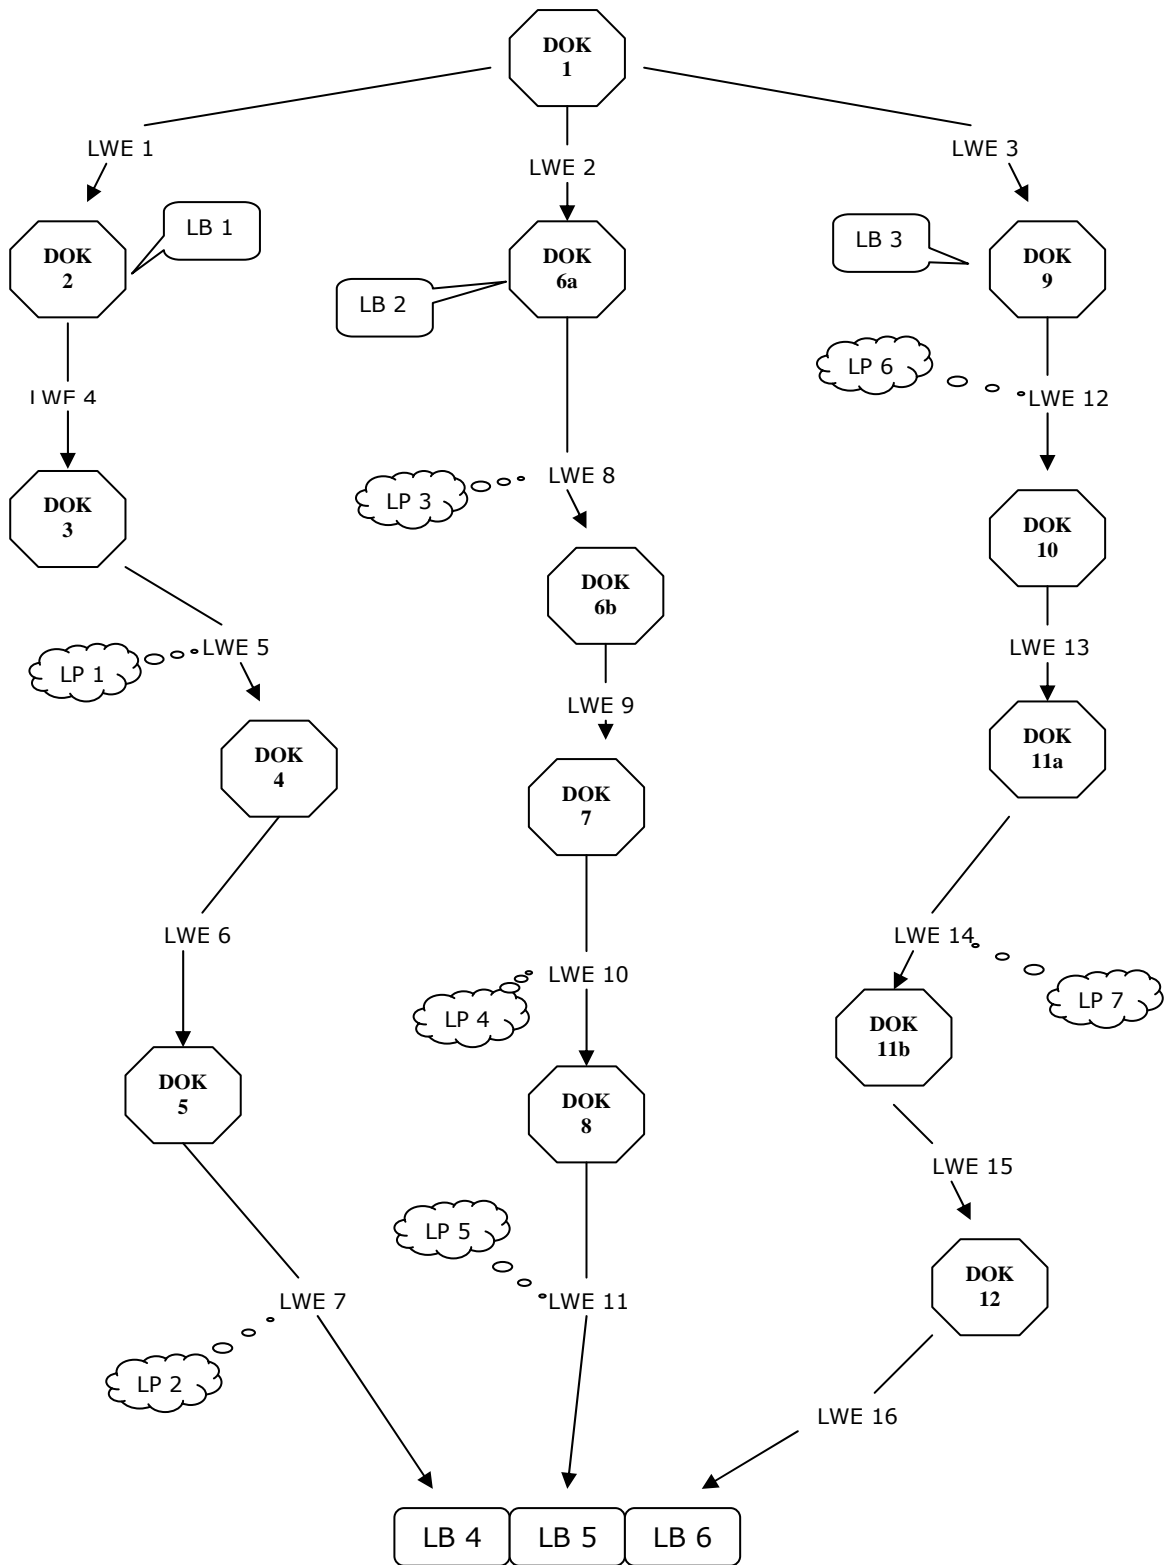 DOK
1
LWE 1
LWE 2
LWE 3
DOK
2
LB 1
DOK
6a
LB 2
LB 3
DOK
9
LP 6
LWE 4
LWE 12
DOK
3
LP 3
LWE 8
DOK
10
DOK
6b
LP 1
LWE 5
LWE 13
LWE 9
DOK
4
DOK
7
DOK
11a
LWE 6
LWE 14
LP 4
LWE 10
LP 7
DOK
11b
DOK
5
DOK
8
LWE 15
LP 5
DOK
12
LWE 7
LWE 11
LP 2
LWE 16
LB 4
LB 5
LB 6